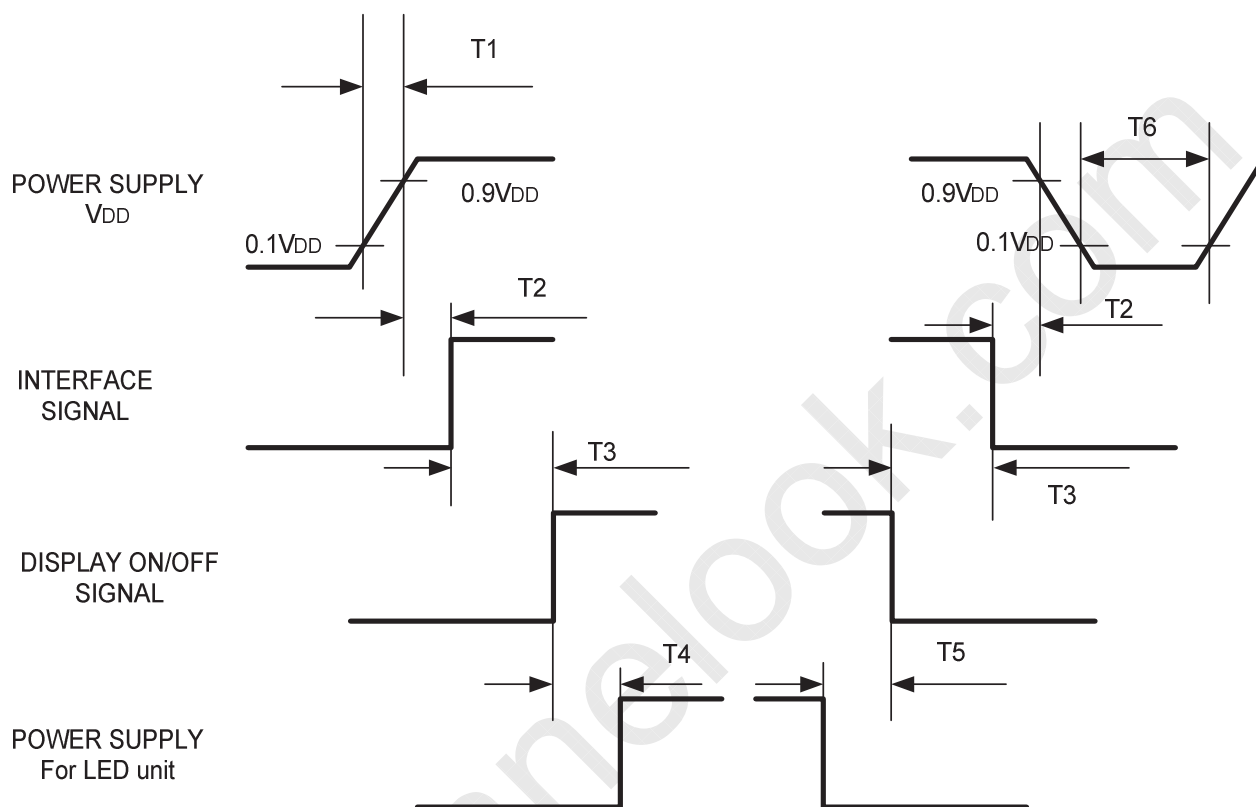 T1
T6
POWER SUPPLY
VDD
0.9VDD
0.9VDD
0.1VDD
0.1VDD
T2
T2
INTERFACE
SIGNAL
T3
T3
DISPLAY ON/OFF
SIGNAL
T4
T5
POWER SUPPLY
For LED unit
nelook.com